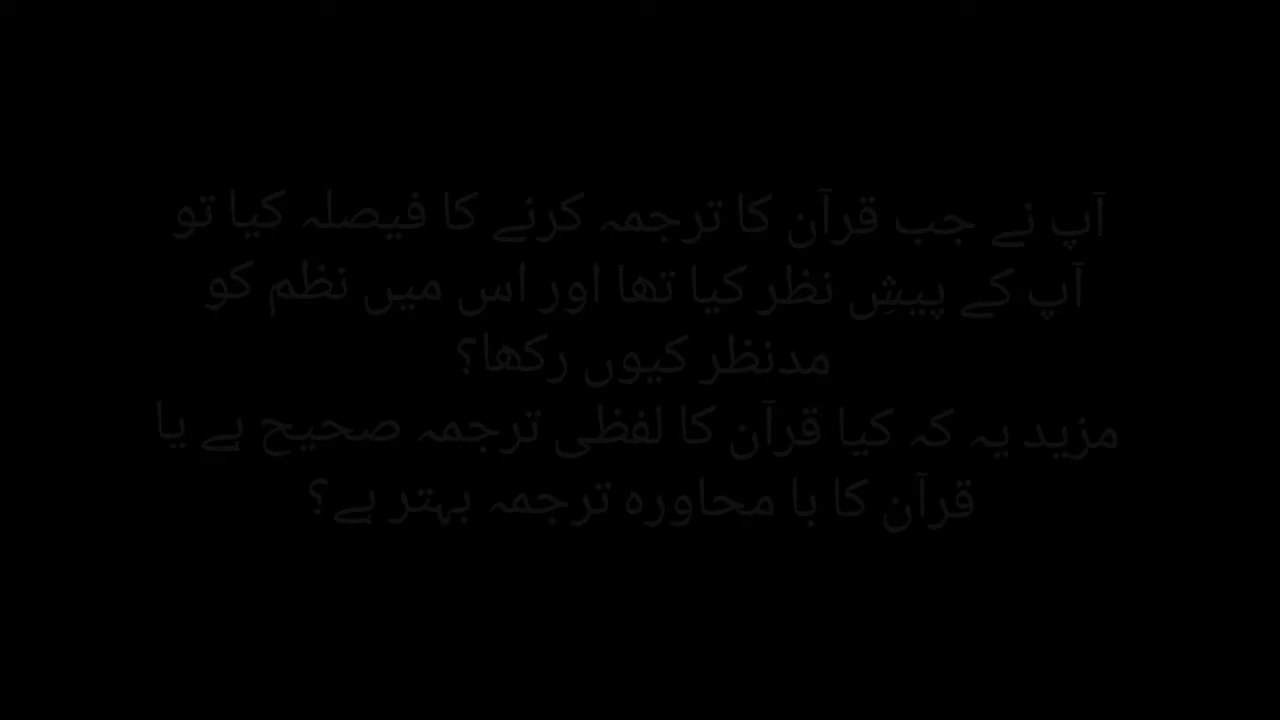 آپ نے جب قرآن کا ترجمہ کرنے کا فیصلہ کیا تو
آپ کے پیشِ نظر کیا تھا اور اس میں نظم کو
مدنظر کیوں رکھا؟
مزید یہ کہ کیا قرآن کا لفظی ترجمہ صحیح ہے یا
قرآن کا با محاورہ ترجمہ بہتر ہے؟